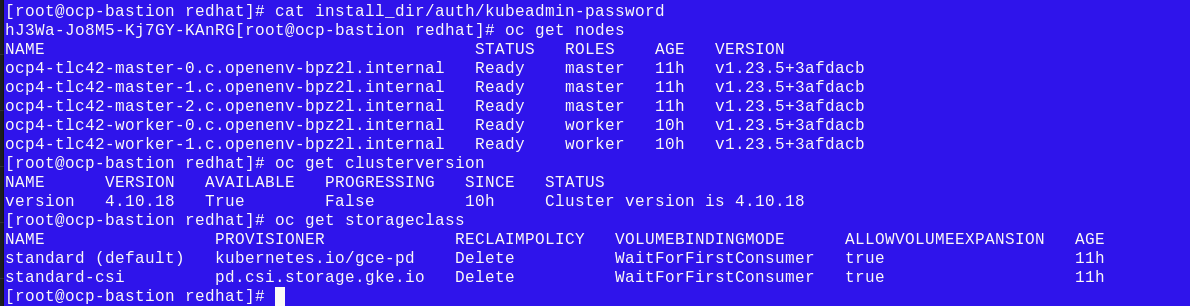 [root@ocp-bastion redhat]# cat install_dir/auth/kubeadmin-password
hJ3Wa-Jo8M5-Kj7GY-KAnRG[root@ocp-bastion redhat]# oc get nodes
NAME                                           STATUS   ROLES    AGE   VERSION
ocp4-tlc42-master-0.c.openenv-bpz2l.internal   Ready    master   11h   v1.23.5+3afdacb
ocp4-tlc42-master-1.c.openenv-bpz2l.internal   Ready    master   11h   v1.23.5+3afdacb
ocp4-tlc42-master-2.c.openenv-bpz2l.internal   Ready    master   11h   v1.23.5+3afdacb
ocp4-tlc42-worker-0.c.openenv-bpz2l.internal   Ready    worker   10h   v1.23.5+3afdacb
ocp4-tlc42-worker-1.c.openenv-bpz2l.internal   Ready    worker   10h   v1.23.5+3afdacb
[root@ocp-bastion redhat]# oc get clusterversion
NAME      VERSION   AVAILABLE   PROGRESSING   SINCE   STATUS
version   4.10.18   True        False         10h     Cluster version is 4.10.18
[root@ocp-bastion redhat]# oc get storageclass
NAME                 PROVISIONER             RECLAIMPOLICY   VOLUMEBINDINGMODE      ALLOWVOLUMEEXPANSION   AGE
standard (default)   kubernetes.io/gce-pd    Delete          WaitForFirstConsumer   true                   11h
standard-csi         pd.csi.storage.gke.io   Delete          WaitForFirstConsumer   true                   11h
[root@ocp-bastion redhat]#